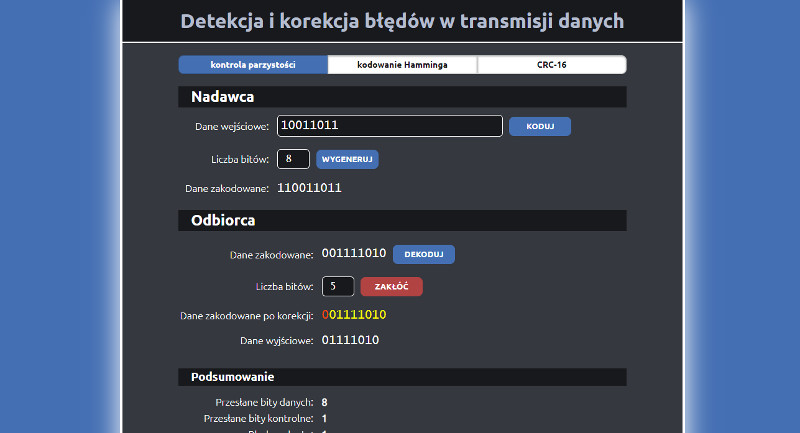 Detekcja i korekcja błędów w transmisji danych
kontrola parzystości kodowanie Hamminga CRC-16
Nadawca
Dane wejściowe: 10011011 KODUJ
Liczba bitów: 8 WYGENERUJ
Dane zakodowane: 110011011
Odbiorca
Dane zakodowane: 001111010 DEKODUJ
Liczba bitów: 5 ZAKŁÓĆ
Dane zakodowane po korekcji: 001111010
Dane wyjściowe: 01111010
Podsumowanie
Przesłane bity danych: 8
Przesłane bity kontrolne: 1